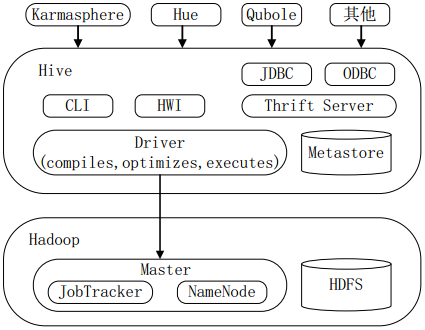 Karmasphere
Hue
Qubole
其他
Hive
JDBC
ODBC
CLI
HWI
Thrift Server
Driver
(compiles,optimizes,executes)
Metastore
Hadoop
Master
JobTracker
NameNode
HDFS